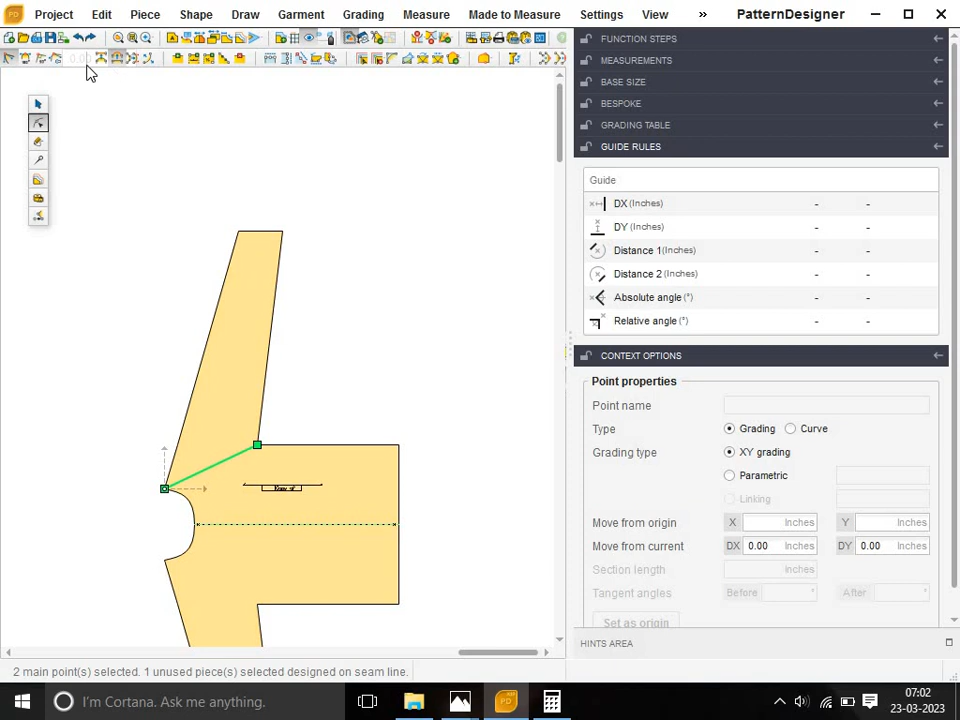 Project Edit Piece Shape Draw Garment Grading Measure Made to Measure Settings View » PatternDesigner
0.00
FUNCTION STEPS
MEASUREMENTS
BASE SIZE
BESPOKE
GRADING TABLE
GUIDE RULES
Guide
DX (Inches) - -
DY (Inches) - -
Distance 1(Inches) - -
Distance 2 (Inches) - -
Absolute angle (°) - -
Relative angle (°) - -
CONTEXT OPTIONS
Point properties
Point name
Type Grading Curve
Grading type XY grading
Parametric
Linking
Move from origin X Inches Y Inches
Move from current DX 0.00 Inches DY 0.00 Inches
Section length Inches
Tangent angles Before ° After °
Set as origin
HINTS AREA
2 main point(s) selected. 1 unused piece(s) selected designed on seam line.
I'm Cortana. Ask me anything.
07:02
23-03-2023